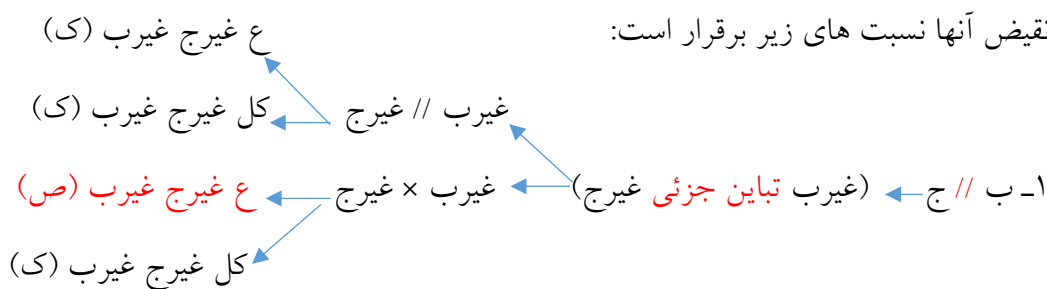 نقیض آنها نسبت های زیر برقرار است:
ع غیرج غیرب (ک)
غیرب // غیرج
کل غیرج غیرب (ک)
۱ـ ب // ج (غیرب تباین جزئی غیرج) غیرب × غیرج ع غیرج غیرب (ص)
کل غیرج غیرب (ک)